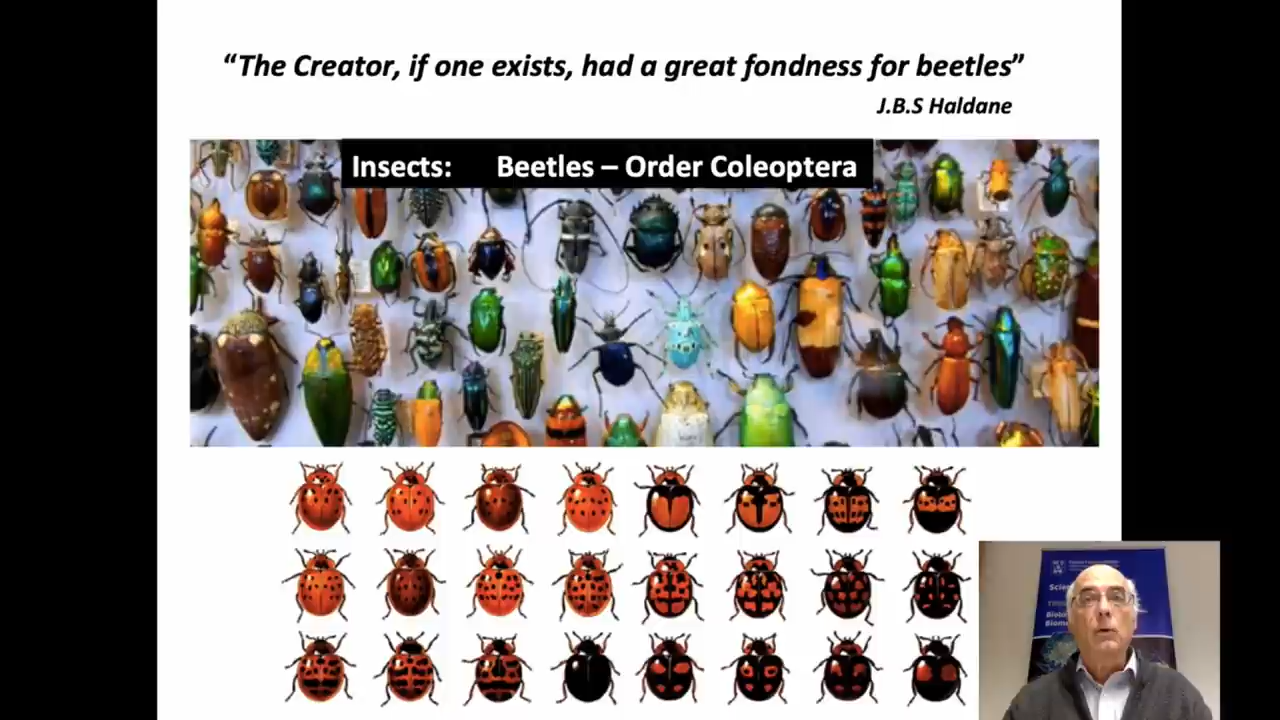 “The Creator, if one exists, had a great fondness for beetles”
J.B.S Haldane
Insects: Beetles – Order Coleoptera